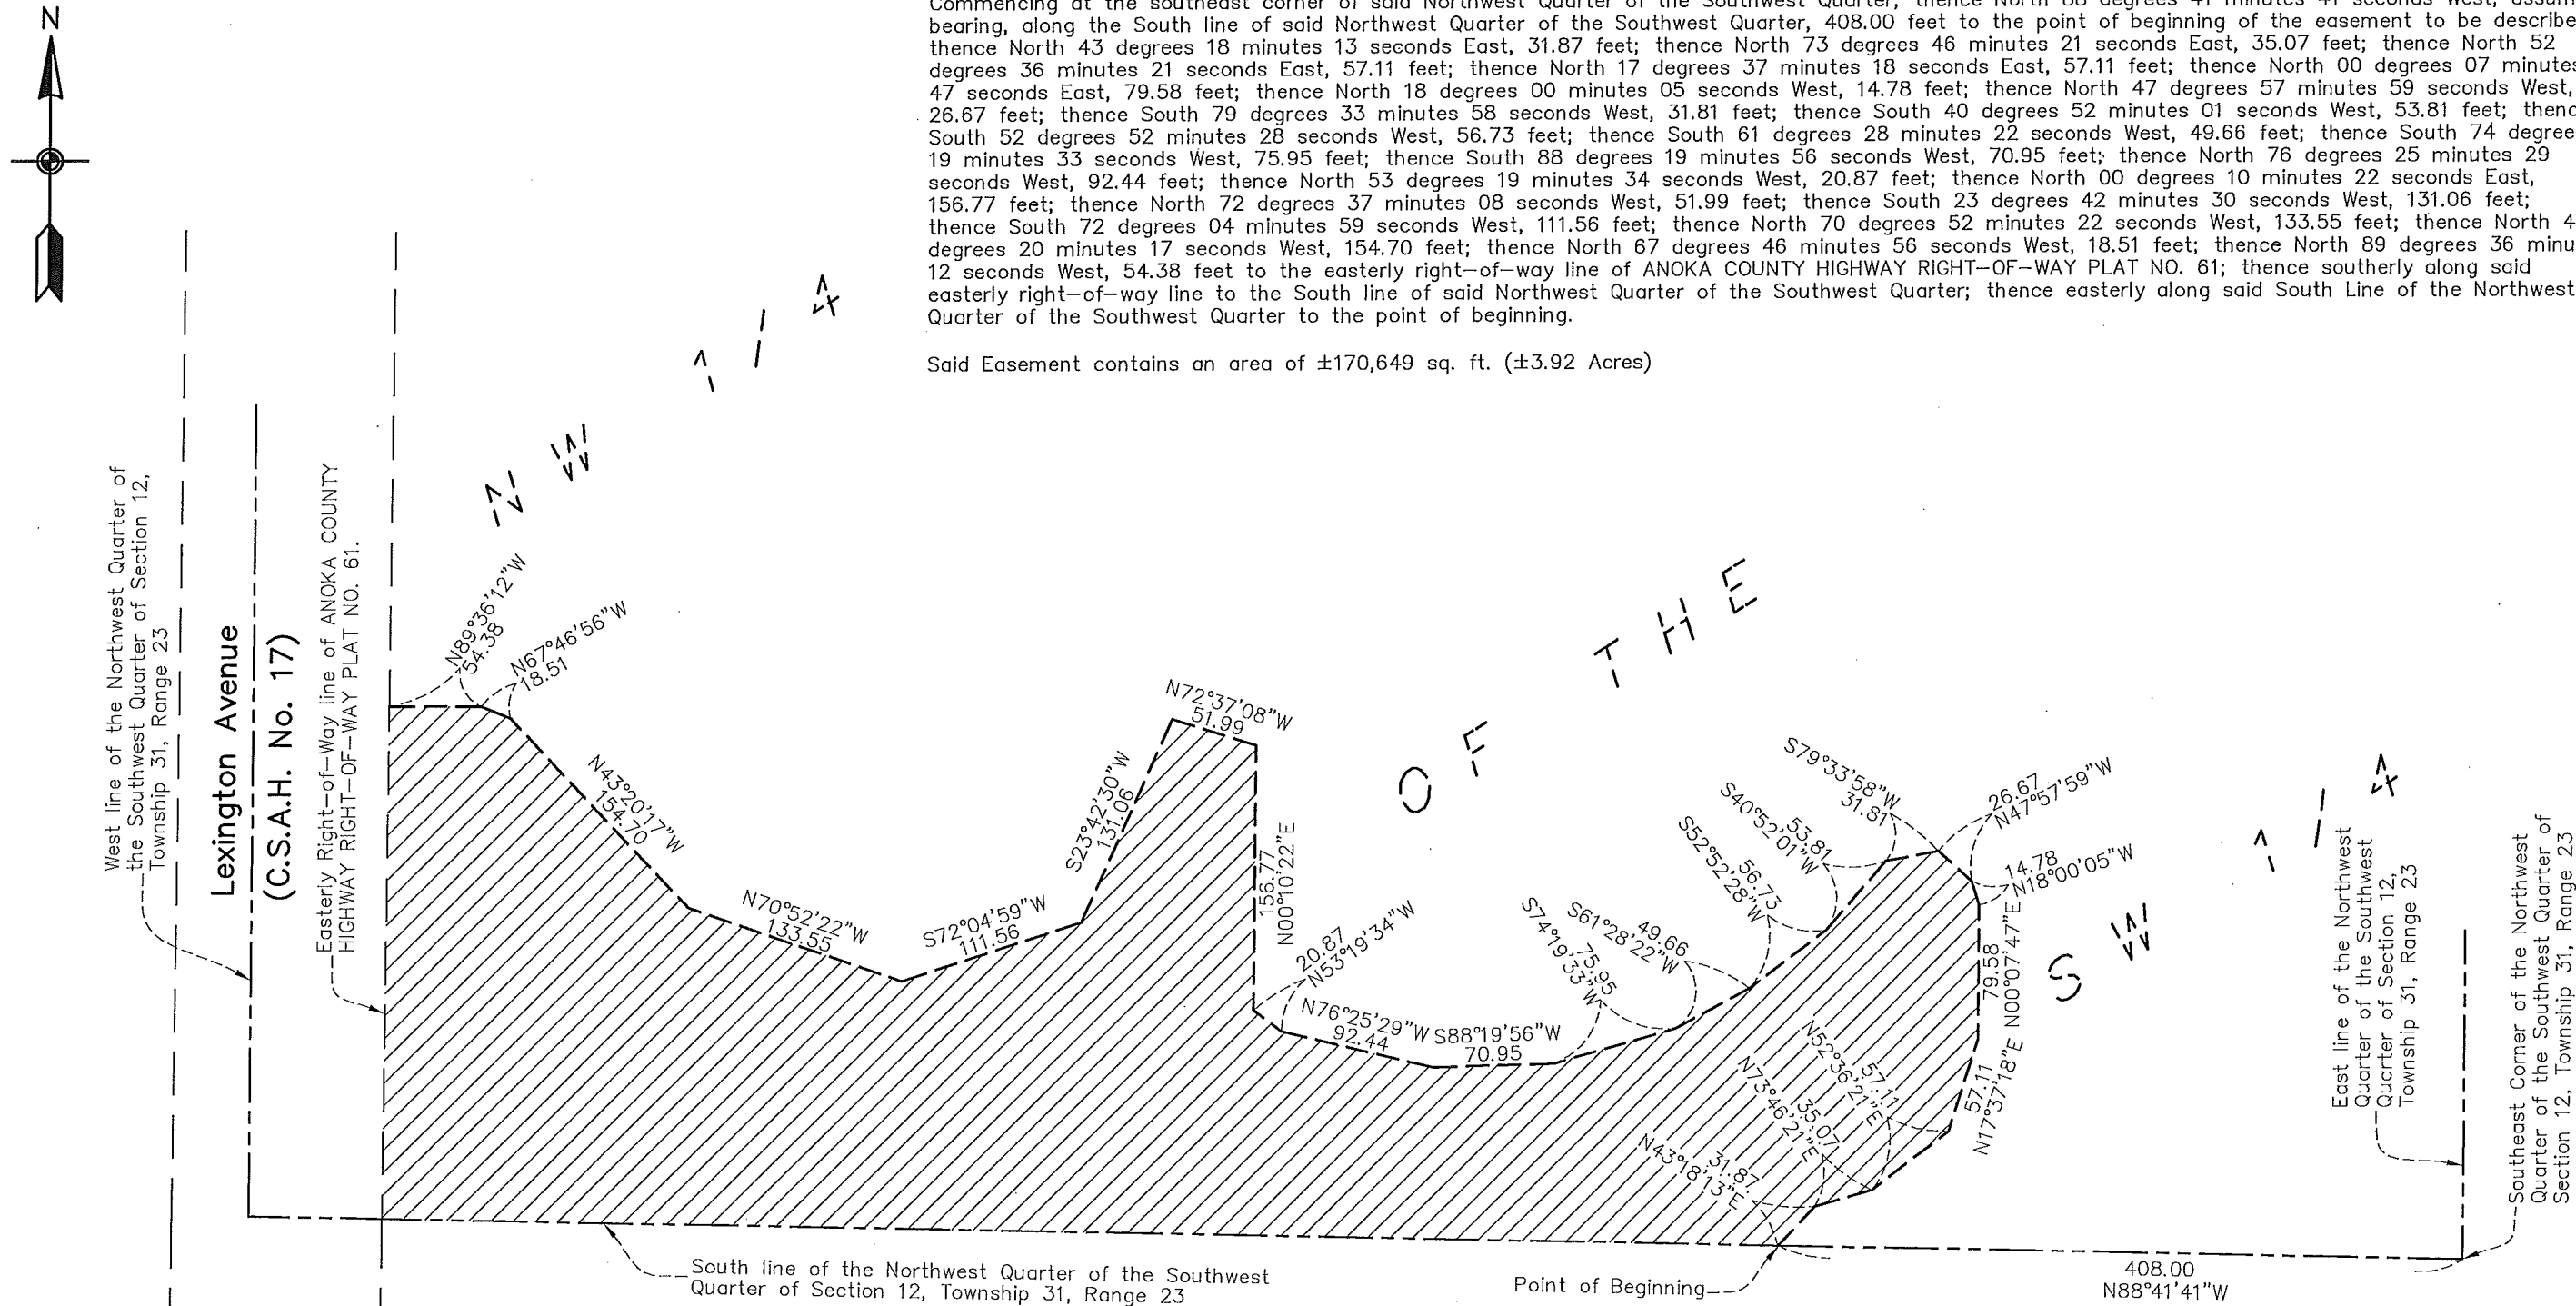 N
Commencing at the southeast corner of said Northwest Quarter of the Southwest Quarter; thence North 88 degrees 41 minutes 41 seconds West,
bearing, along the South line of said Northwest Quarter of the Southwest Quarter, 408.00 feet to the point of beginning of the easement to be describe
thence North 43 degrees 18 minutes 13 seconds East, 31.87 feet; thence North 73 degrees 46 minutes 21 seconds East, 35.07 feet; thence North 52
degrees 36 minutes 21 seconds East, 57.11 feet; thence North 17 degrees 37 minutes 18 seconds East, 57.11 feet; thence North 00 degrees 07 minutes
47 seconds East, 79.58 feet; thence North 18 degrees 00 minutes 05 seconds West, 14.78 feet; thence North 47 degrees 57 minutes 59 seconds West,
26.67 feet; thence South 79 degrees 33 minutes 58 seconds West, 31.81 feet; thence South 40 degrees 52 minutes 01 seconds West, 53.81 feet; thenc
South 52 degrees 52 minutes 28 seconds West, 56.73 feet; thence South 61 degrees 28 minutes 22 seconds West, 49.66 feet; thence South 74 degree
19 minutes 33 seconds West, 75.95 feet; thence South 88 degrees 19 minutes 56 seconds West, 70.95 feet; thence North 76 degrees 25 minutes 29
seconds West, 92.44 feet; thence North 53 degrees 19 minutes 34 seconds West, 20.87 feet; thence North 00 degrees 10 minutes 22 seconds East,
156.77 feet; thence North 72 degrees 37 minutes 08 seconds West, 51.99 feet; thence South 23 degrees 42 minutes 30 seconds West, 131.06 feet;
thence South 72 degrees 04 minutes 59 seconds West, 111.56 feet; thence North 70 degrees 52 minutes 22 seconds West, 133.55 feet; thence North 4
degrees 20 minutes 17 seconds West, 154.70 feet; thence North 67 degrees 46 minutes 56 seconds West, 18.51 feet; thence North 89 degrees 36 minu
12 seconds West, 54.38 feet to the easterly right-of-way line of ANOKA COUNTY HIGHWAY RIGHT-OF-WAY PLAT NO. 61; thence southerly along said
easterly right-of-way line to the South line of said Northwest Quarter of the Southwest Quarter; thence easterly along said South Line of the Northwest
Quarter of the Southwest Quarter to the point of beginning.
Said Easement contains an area of ±170,649 sq. ft. (±3.92 Acres)
NW 1/4 OF THE SW 1/4
West line of the Northwest Quarter of
the Southwest Quarter of Section 12,
Township 31, Range 23
Lexington Avenue
(C.S.A.H. No. 17)
Easterly Right-of-Way line of ANOKA COUNTY
HIGHWAY RIGHT-OF-WAY PLAT NO. 61.
N89°36'12"W
54.38
N67°46'56"W
18.51
N43°20'17"W
154.70
N70°52'22"W
133.55
S72°04'59"W
111.56
S23°42'30"W
131.06
N72°37'08"W
51.99
156.77
N00°10'22"E
20.87
N53°19'34"W
N76°25'29"W
92.44
S88°19'56"W
70.95
75.95
S74°19'33"W
49.66
S61°28'22"W
56.73
S52°52'28"W
53.81
S40°52'01"W
S79°33'58"W
31.81
26.67
N47°57'59"W
14.78
N18°00'05"W
79.58
N00°07'47"E
57.11
N17°37'18"E
57.11
N52°36'21"E
35.07
N73°46'21"E
31.87
N43°18'13"E
East line of the Northwest
Quarter of the Southwest
Quarter of Section 12,
Township 31, Range 23
Southeast Corner of the Northwest
Quarter of the Southwest Quarter of
Section 12, Township 31, Range 23
South line of the Northwest Quarter of the Southwest
Quarter of Section 12, Township 31, Range 23
Point of Beginning
408.00
N88°41'41"W